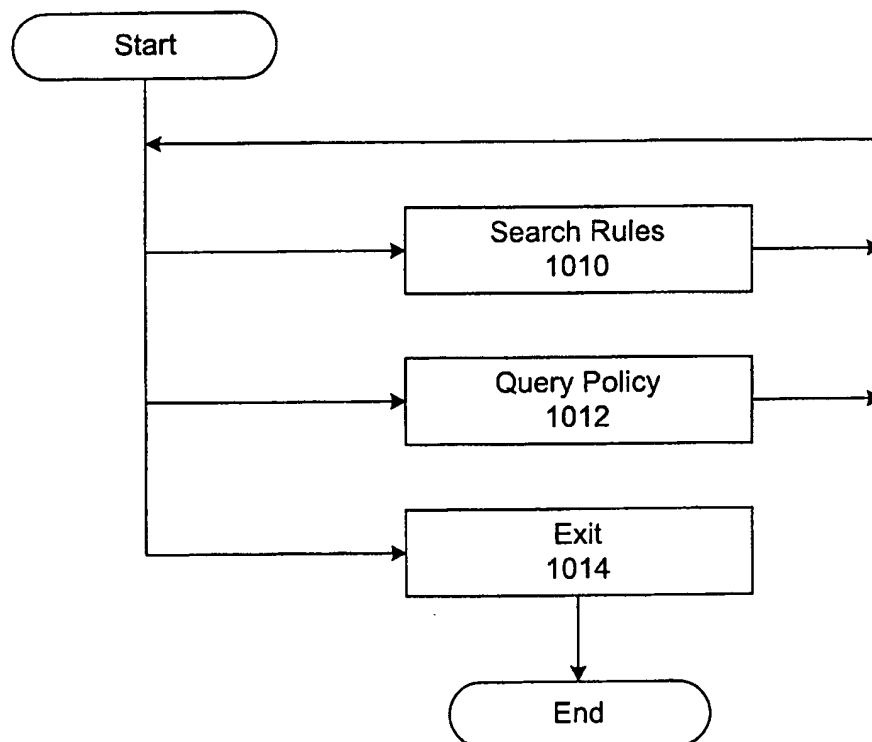 Start
Search Rules
1010
Query Policy
1012
Exit
1014
End